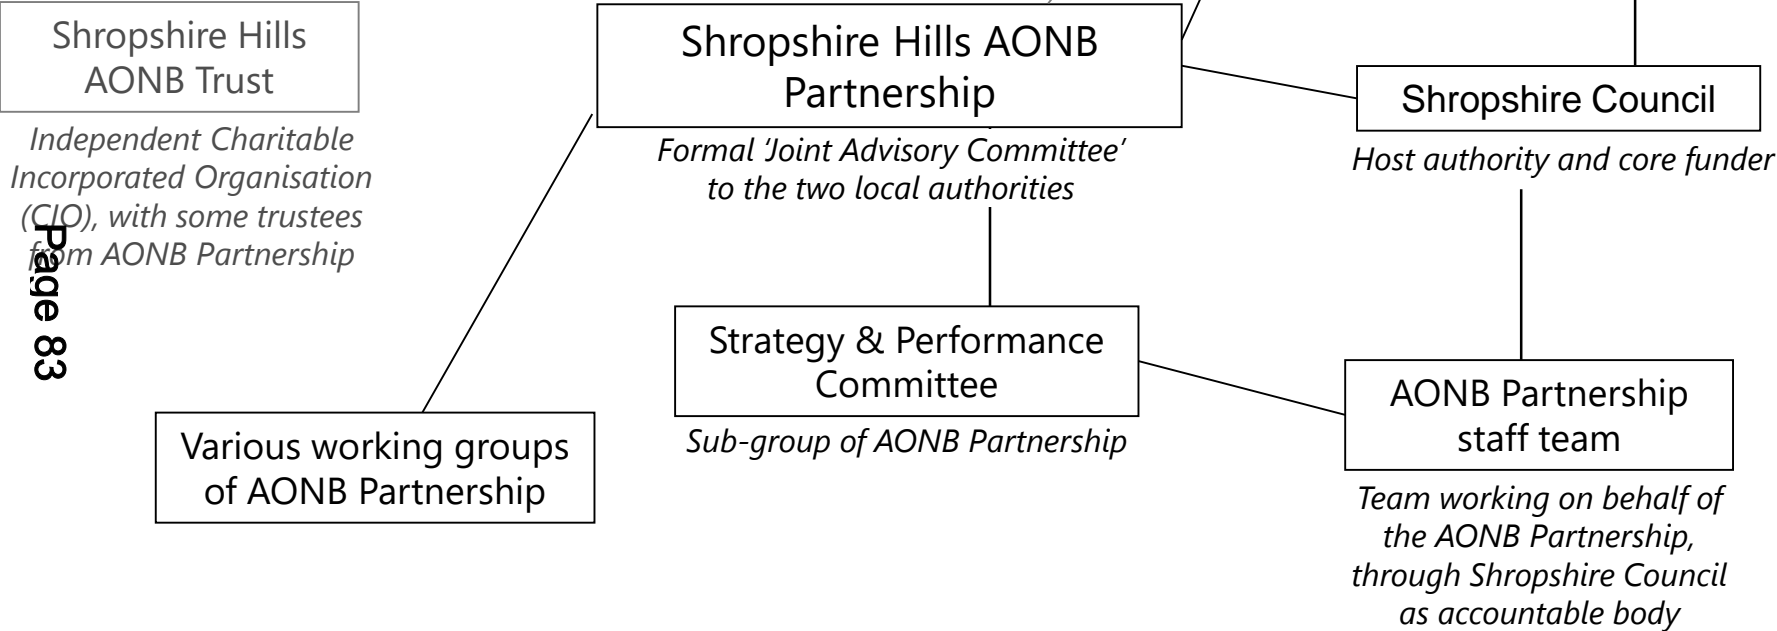 Shropshire Hills
AONB Trust
Independent Charitable
Incorporated Organisation
(CIO), with some trustees
from AONB Partnership
Page 83
Shropshire Hills AONB
Partnership
Formal ‘Joint Advisory Committee’
to the two local authorities
Shropshire Council
Host authority and core funder
Strategy & Performance
Committee
Sub-group of AONB Partnership
Various working groups
of AONB Partnership
AONB Partnership
staff team
Team working on behalf of
the AONB Partnership,
through Shropshire Council
as accountable body